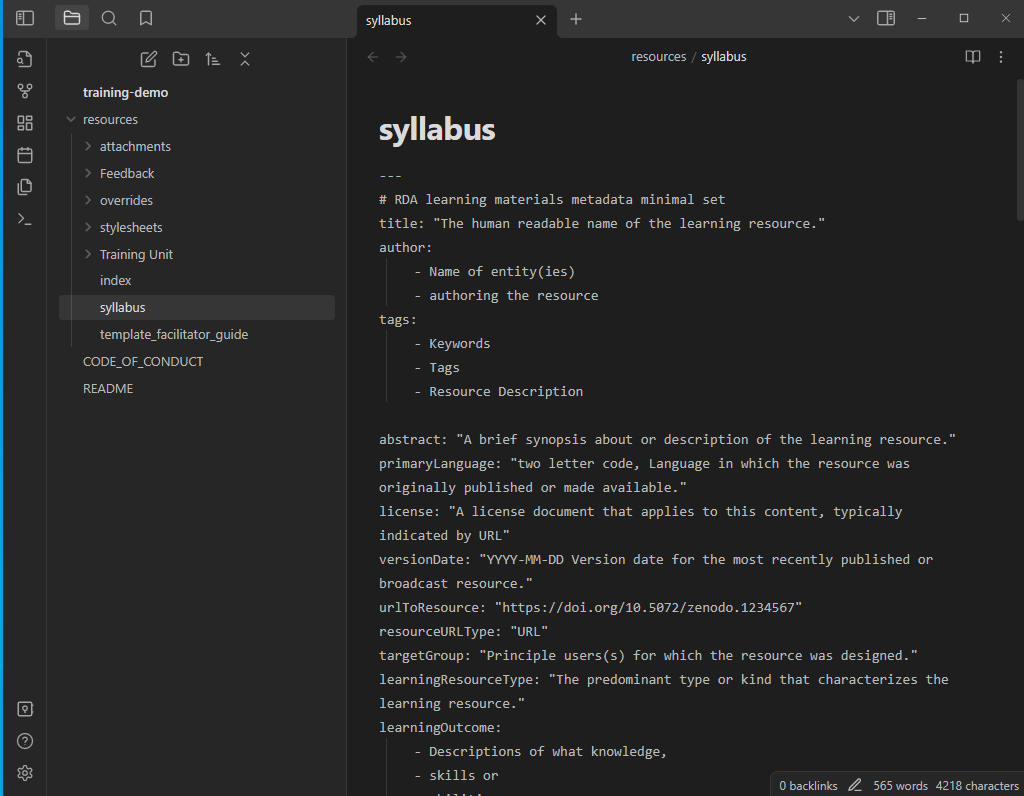 syllabus
training-demo
resources
attachments
Feedback
overrides
stylesheets
Training Unit
index
syllabus
template_facilitator_guide
CODE_OF_CONDUCT
README
resources / syllabus
syllabus
---
# RDA learning materials metadata minimal set
title: "The human readable name of the learning resource."
author:
- Name of entity(ies)
- authoring the resource
tags:
- Keywords
- Tags
- Resource Description
abstract: "A brief synopsis about or description of the learning resource."
primaryLanguage: "two letter code, Language in which the resource was
originally published or made available."
license: "A license document that applies to this content, typically
indicated by URL"
versionDate: "YYYY-MM-DD Version date for the most recently published or
broadcast resource."
urlToResource: "https://doi.org/10.5072/zenodo.1234567"
resourceURLType: "URL"
targetGroup: "Principle users(s) for which the resource was designed."
learningResourceType: "The predominant type or kind that characterizes the
learning resource."
learningOutcome:
- Descriptions of what knowledge,
- skills or
0 backlinks 565 words 4218 characters